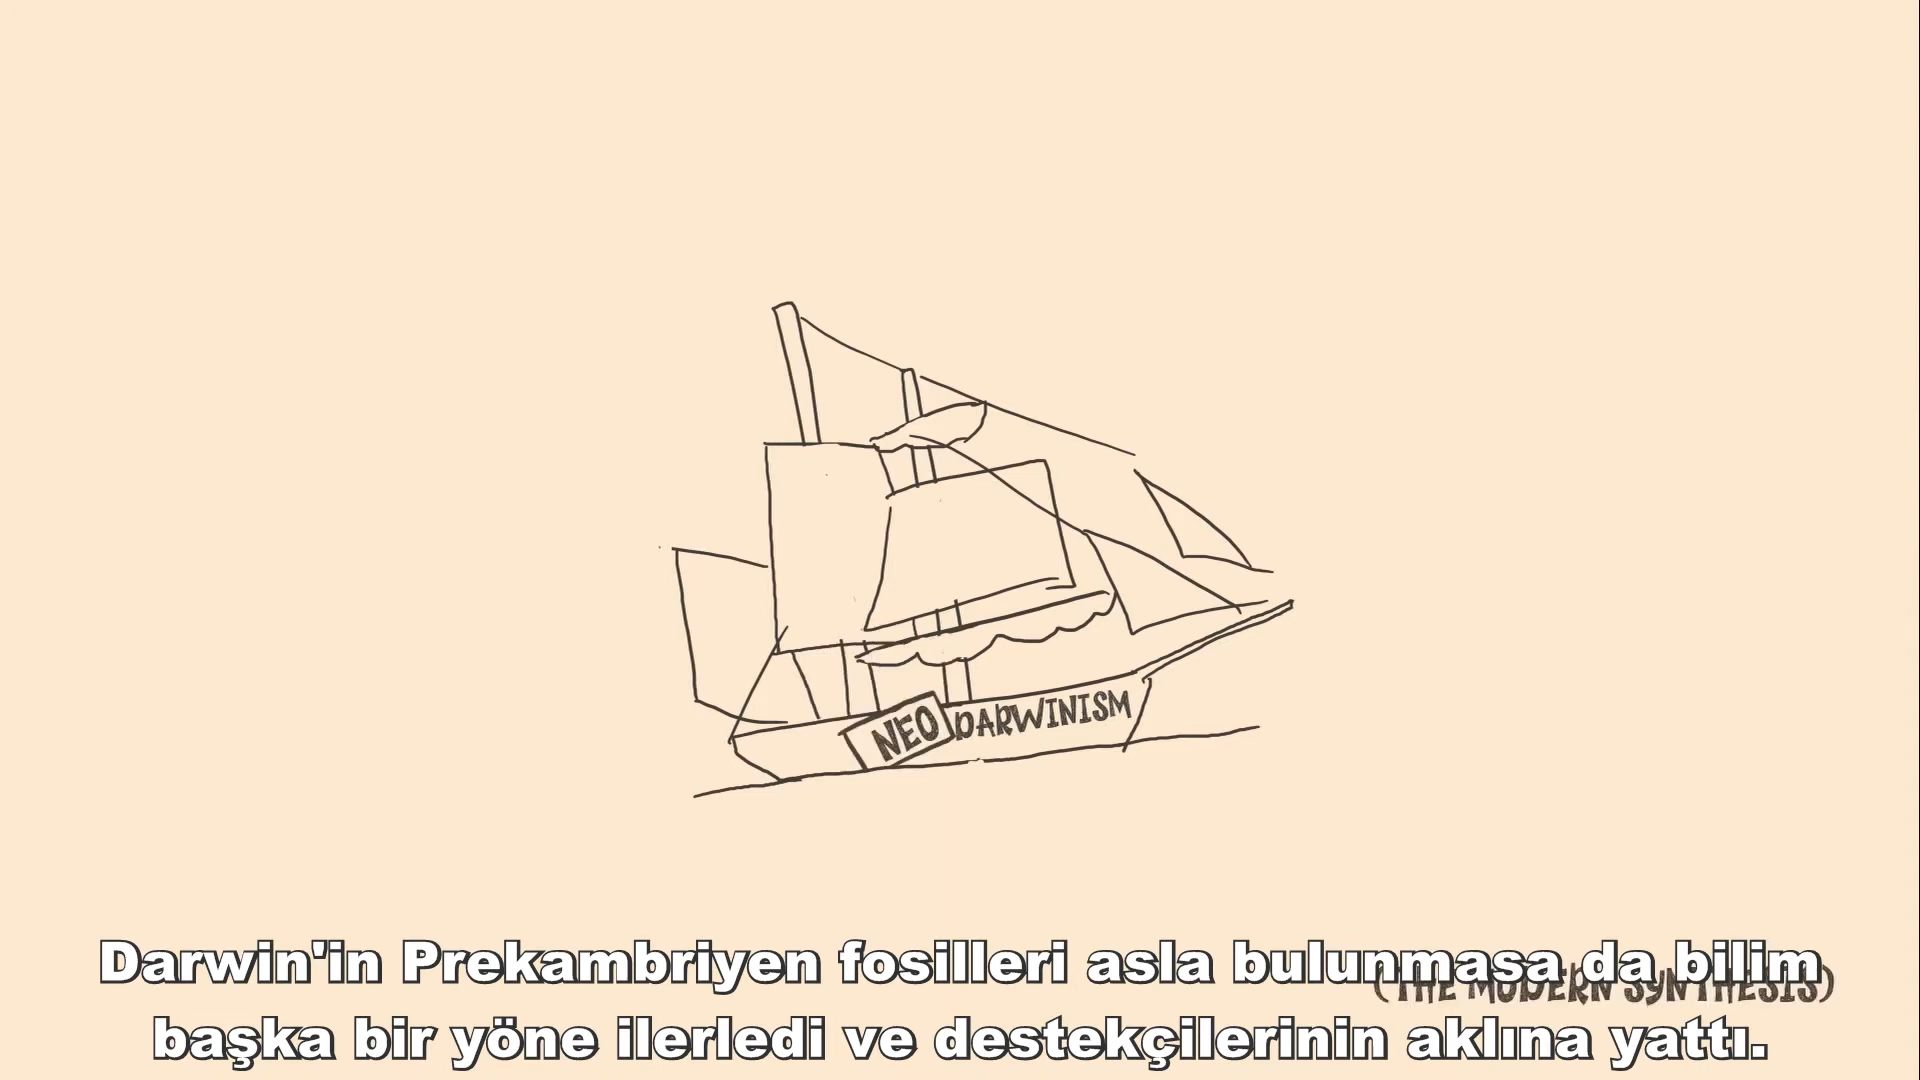 NEO DARWINISM
(THE MODERN SYNTHESIS)
Darwin'in Prekambriyen fosilleri asla bulunmasa da bilim
başka bir yöne ilerledi ve destekçilerinin aklına yattı.